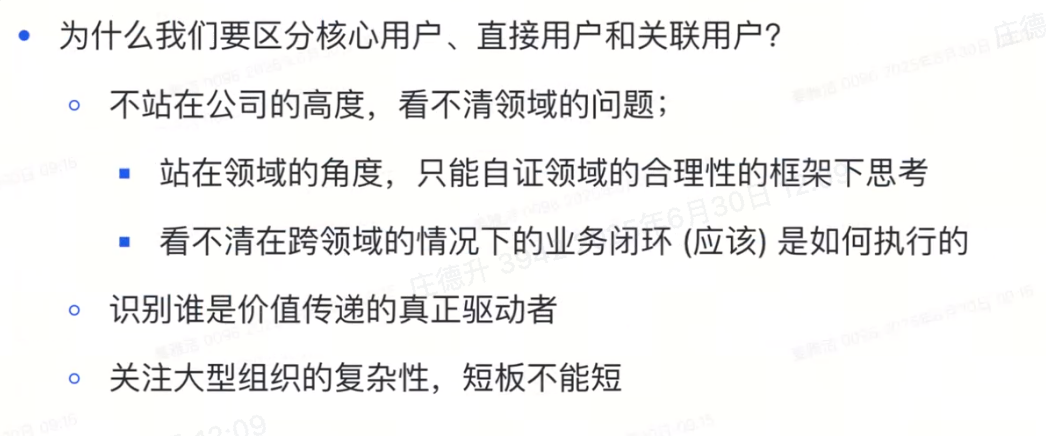 为什么我们要区分核心用户、直接用户和关联用户?
不站在公司的高度，看不清领域的问题；
站在领域的角度，只能自证领域的合理性的框架下思考
看不清在跨领域的情况下的业务闭环 (应该) 是如何执行的
识别谁是价值传递的真正驱动者
关注大型组织的复杂性，短板不能短